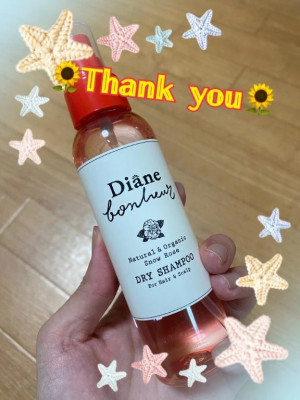 Thank you
Diâne
bonheur
Natural & Organic
Snow Rose
DRY SHAMPOO
For Hair & Scalp